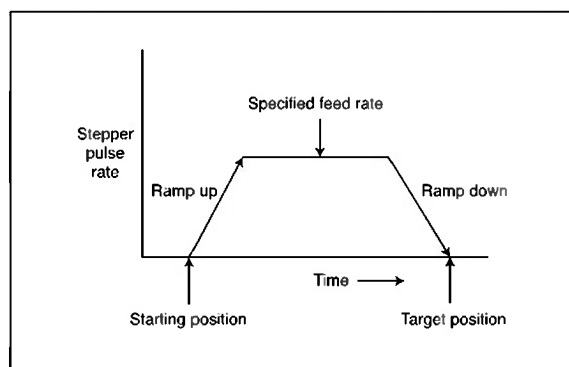 Specified feed rate
Stepper
pulse
rate
Ramp up
Ramp down
Time
Starting position
Target position